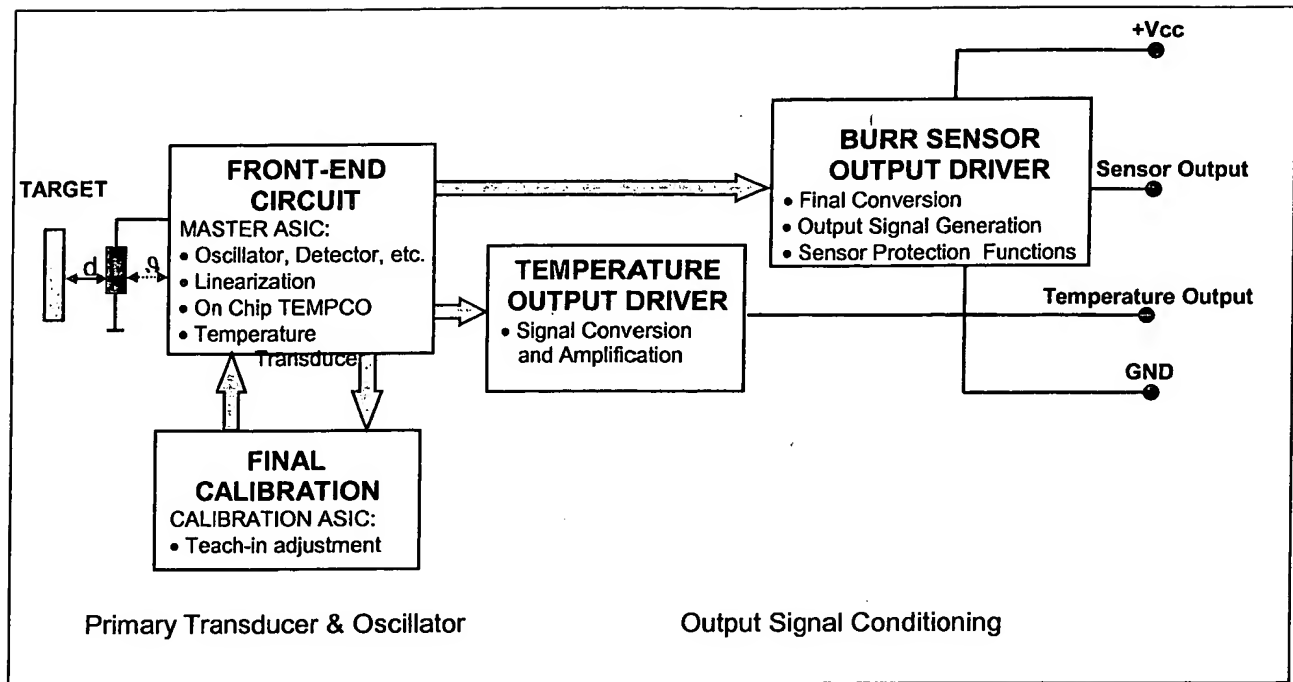 +Vcc
BURR SENSOR
OUTPUT DRIVER
• Final Conversion
• Output Signal Generation
• Sensor Protection Functions
Sensor Output
TARGET
d
ϑ
FRONT-END
CIRCUIT
MASTER ASIC:
• Oscillator, Detector, etc.
• Linearization
• On Chip TEMPCO
• Temperature
Transducer
TEMPERATURE
OUTPUT DRIVER
• Signal Conversion
and Amplification
Temperature Output
GND
FINAL
CALIBRATION
CALIBRATION ASIC:
• Teach-in adjustment
Primary Transducer & Oscillator
Output Signal Conditioning